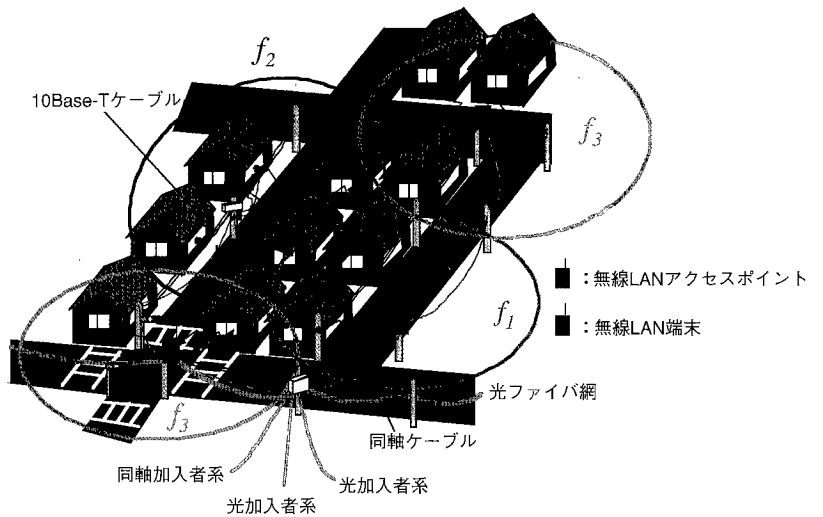 f2
10Base-Tケーブル
f3
：無線LANアクセスポイント
f1
：無線LAN端末
光ファイバ網
f3
同軸ケーブル
同軸加入者系
光加入者系
光加入者系